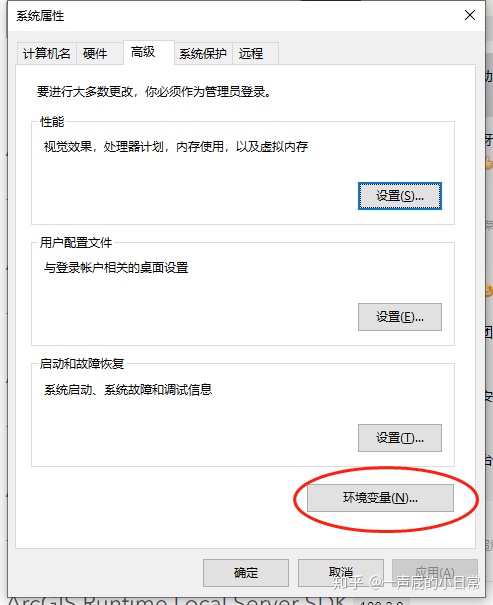 系统属性
计算机名 硬件 高级 系统保护 远程
要进行大多数更改，你必须作为管理员登录。
性能
视觉效果，处理器计划，内存使用，以及虚拟内存
设置(S)...
用户配置文件
与登录帐户相关的桌面设置
设置(E)...
启动和故障恢复
系统启动、系统故障和调试信息
设置(T)...
环境变量(N)...
确定 取消 应用(A)
知乎 @一声屁的小日常
ArcGIS Runtime Local Server SDK